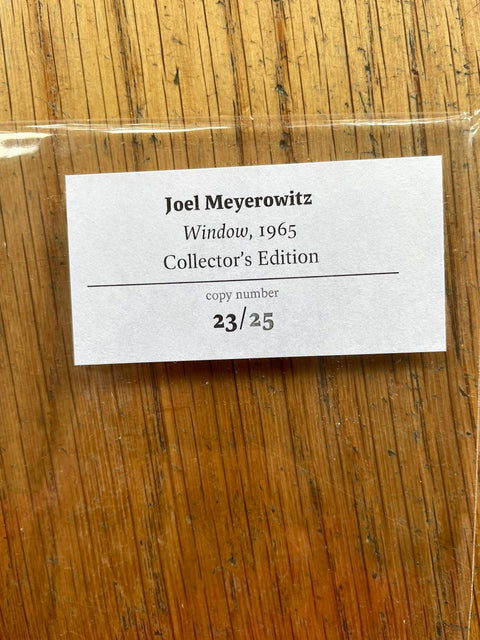 Joel Meyerowitz
Window, 1965
Collector’s Edition
copy number
23/25